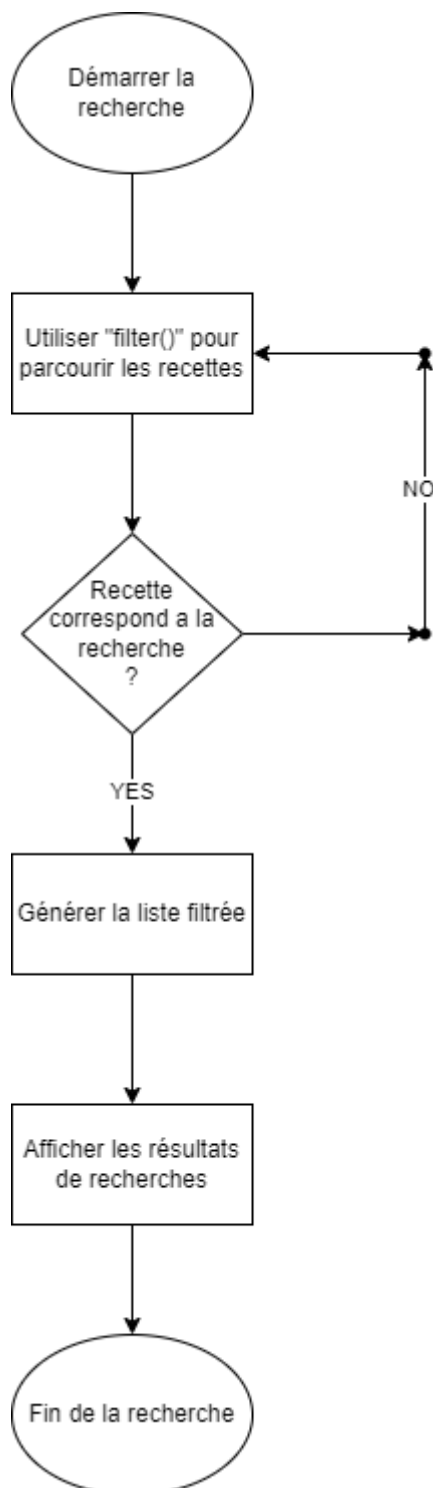 Démarrer la
recherche
Utiliser "filter()" pour
parcourir les recettes
NO
Recette
correspond a la
recherche
?
YES
Générer la liste filtrée
Afficher les résultats
de recherches
Fin de la recherche